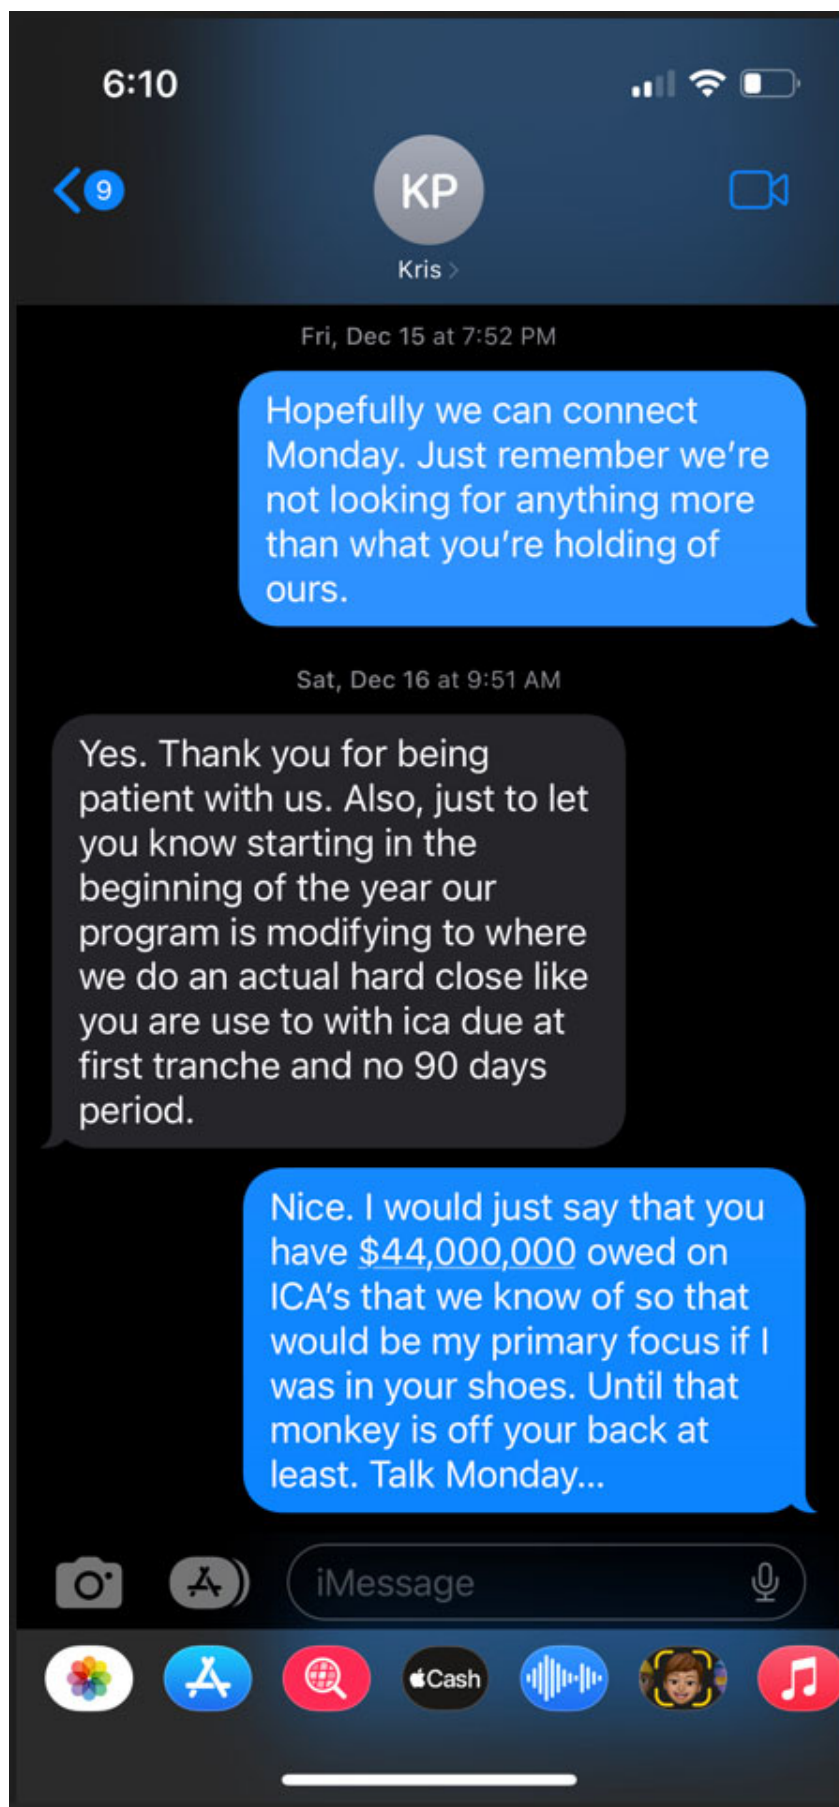 6:10
9
KP
Kris
Fri, Dec 15 at 7:52 PM
Hopefully we can connect
Monday. Just remember we're
not looking for anything more
than what you're holding of
ours.
Sat, Dec 16 at 9:51 AM
Yes. Thank you for being
patient with us. Also, just to let
you know starting in the
beginning of the year our
program is modifying to where
we do an actual hard close like
you are use to with ica due at
first tranche and no 90 days
period.
Nice. I would just say that you
have $44,000,000 owed on
ICA's that we know of so that
would be my primary focus if I
was in your shoes. Until that
monkey is off your back at
least. Talk Monday...
iMessage
Cash